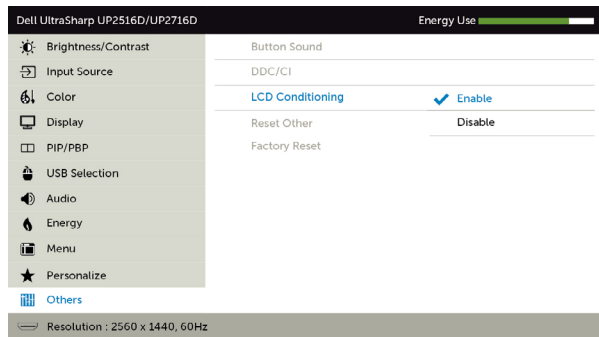 Dell UltraSharp UP2516D/UP2716D Energy Use
Brightness/Contrast Button Sound
Input Source DDC/CI
Color LCD Conditioning Enable
Display Reset Other Disable
PIP/PBP Factory Reset
USB Selection
Audio
Energy
Menu
Personalize
Others
Resolution : 2560 x 1440, 60Hz